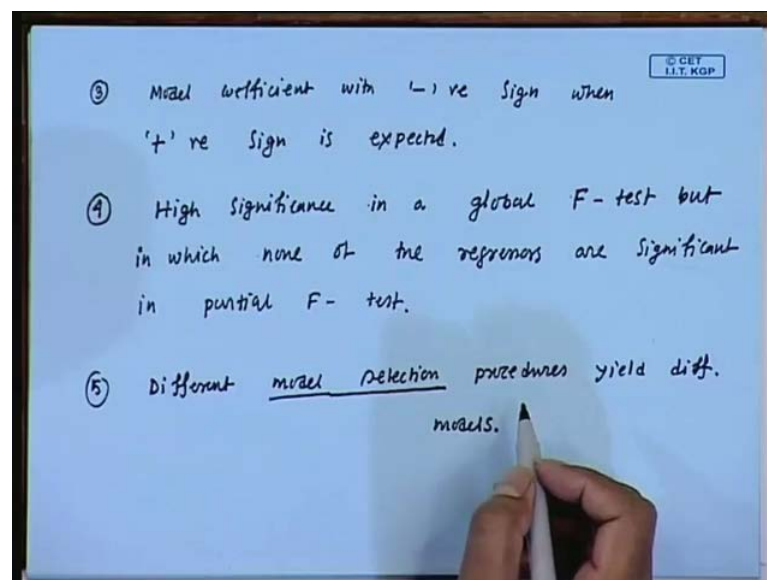 © CET
I.I.T. KGP
③ Model coefficient with '-' ve sign when
'+' ve sign is expected.
④ High significance in a global F-test but
in which none of the regressors are significant
in partial F-test.
⑤ Different model selection procedures yield diff.
models.